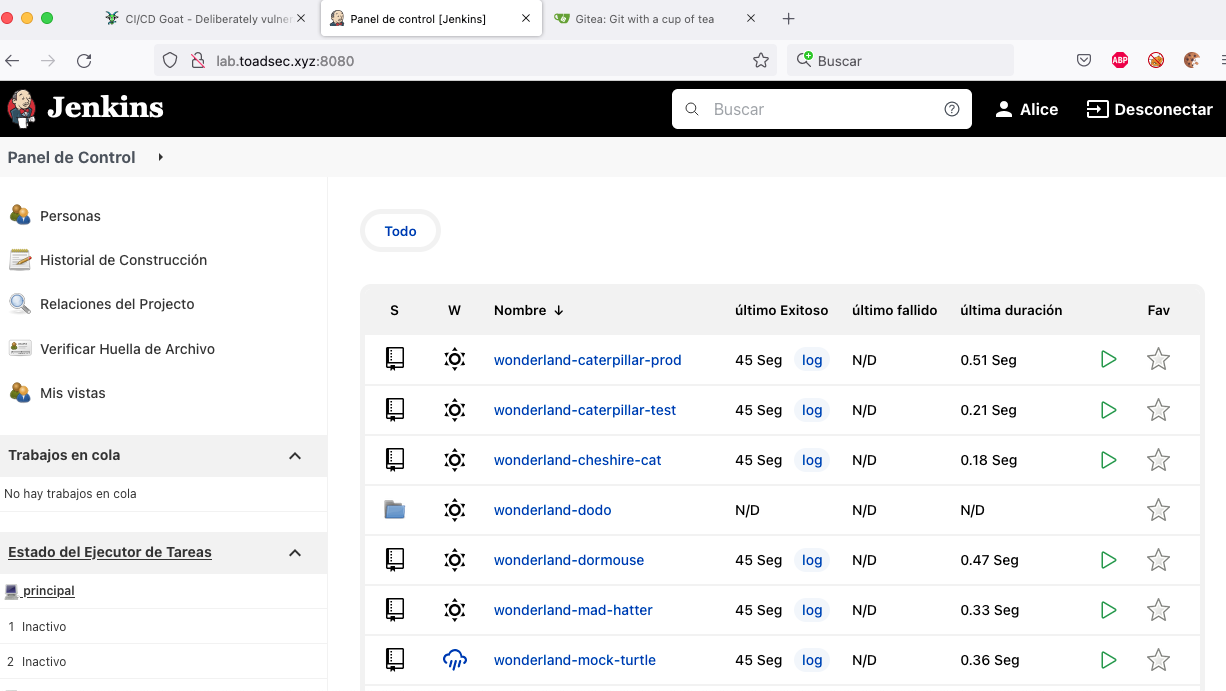 CI/CD Goat - Deliberately vulner
Panel de control [Jenkins]
Gitea: Git with a cup of tea
lab.toadsec.xyz:8080
Buscar
ABP
Jenkins
Buscar
Alice
Desconectar
Panel de Control
Personas
Historial de Construcción
Relaciones del Projecto
Verificar Huella de Archivo
Mis vistas
Trabajos en cola
No hay trabajos en cola
Estado del Ejecutor de Tareas
principal
1 Inactivo
2 Inactivo
Todo
S W Nombre ↓ último Exitoso último fallido última duración Fav
wonderland-caterpillar-prod 45 Seg log N/D 0.51 Seg
wonderland-caterpillar-test 45 Seg log N/D 0.21 Seg
wonderland-cheshire-cat 45 Seg log N/D 0.18 Seg
wonderland-dodo N/D N/D N/D
wonderland-dormouse 45 Seg log N/D 0.47 Seg
wonderland-mad-hatter 45 Seg log N/D 0.33 Seg
wonderland-mock-turtle 45 Seg log N/D 0.36 Seg